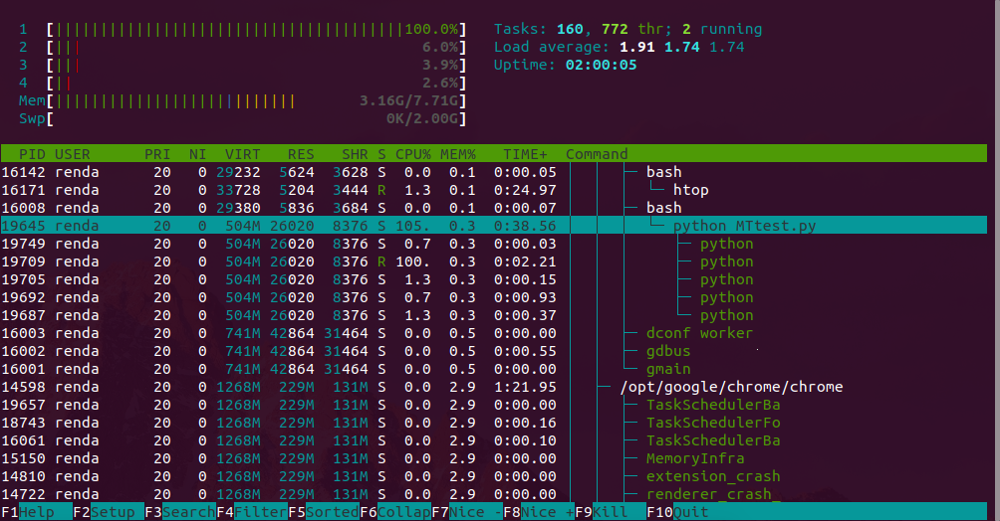 1 [||||||||||||||||||||||||||||||||||||||||100.0%] Tasks: 160, 772 thr; 2 running
2 [||| 6.0%] Load average: 1.91 1.74 1.74
3 [||| 3.9%] Uptime: 02:00:05
4 [|| 2.6%]
Mem[||||||||||||||||||||||||||| 3.16G/7.71G]
Swp[ 0K/2.00G]
PID USER PRI NI VIRT RES SHR S CPU% MEM% TIME+ Command
16142 renda 20 0 29232 5624 3628 S 0.0 0.1 0:00.05 │ │ ├─ bash
16171 renda 20 0 33728 5204 3444 R 1.3 0.1 0:24.97 │ │ │ └─ htop
16008 renda 20 0 29380 5836 3684 S 0.0 0.1 0:00.07 │ │ ├─ bash
19645 renda 20 0 504M 26020 8376 S 105. 0.3 0:38.56 │ │ │ └─ python MTtest.py
19749 renda 20 0 504M 26020 8376 S 0.7 0.3 0:00.03 │ │ │ ├─ python
19709 renda 20 0 504M 26020 8376 R 100. 0.3 0:02.21 │ │ │ ├─ python
19705 renda 20 0 504M 26020 8376 S 1.3 0.3 0:00.15 │ │ │ ├─ python
19692 renda 20 0 504M 26020 8376 S 0.7 0.3 0:00.93 │ │ │ ├─ python
19687 renda 20 0 504M 26020 8376 S 1.3 0.3 0:00.37 │ │ │ └─ python
16003 renda 20 0 741M 42864 31464 S 0.0 0.5 0:00.00 │ │ ├─ dconf worker
16002 renda 20 0 741M 42864 31464 S 0.0 0.5 0:00.55 │ │ ├─ gdbus
16001 renda 20 0 741M 42864 31464 S 0.0 0.5 0:00.00 │ │ └─ gmain
14598 renda 20 0 1268M 229M 131M S 0.0 2.9 1:21.95 │ ├─ /opt/google/chrome/chrome
19657 renda 20 0 1268M 229M 131M S 0.0 2.9 0:00.00 │ │ ├─ TaskSchedulerBa
18743 renda 20 0 1268M 229M 131M S 0.0 2.9 0:00.16 │ │ ├─ TaskSchedulerFo
16061 renda 20 0 1268M 229M 131M S 0.0 2.9 0:00.10 │ │ ├─ TaskSchedulerBa
15150 renda 20 0 1268M 229M 131M S 0.0 2.9 0:00.00 │ │ ├─ MemoryInfra
14810 renda 20 0 1268M 229M 131M S 0.0 2.9 0:00.00 │ │ ├─ extension_crash
14722 renda 20 0 1268M 229M 131M S 0.0 2.9 0:00.00 │ │ ├─ renderer_crash_
F1Help F2Setup F3SearchF4FilterF5SortedF6CollapF7Nice -F8Nice +F9Kill F10Quit